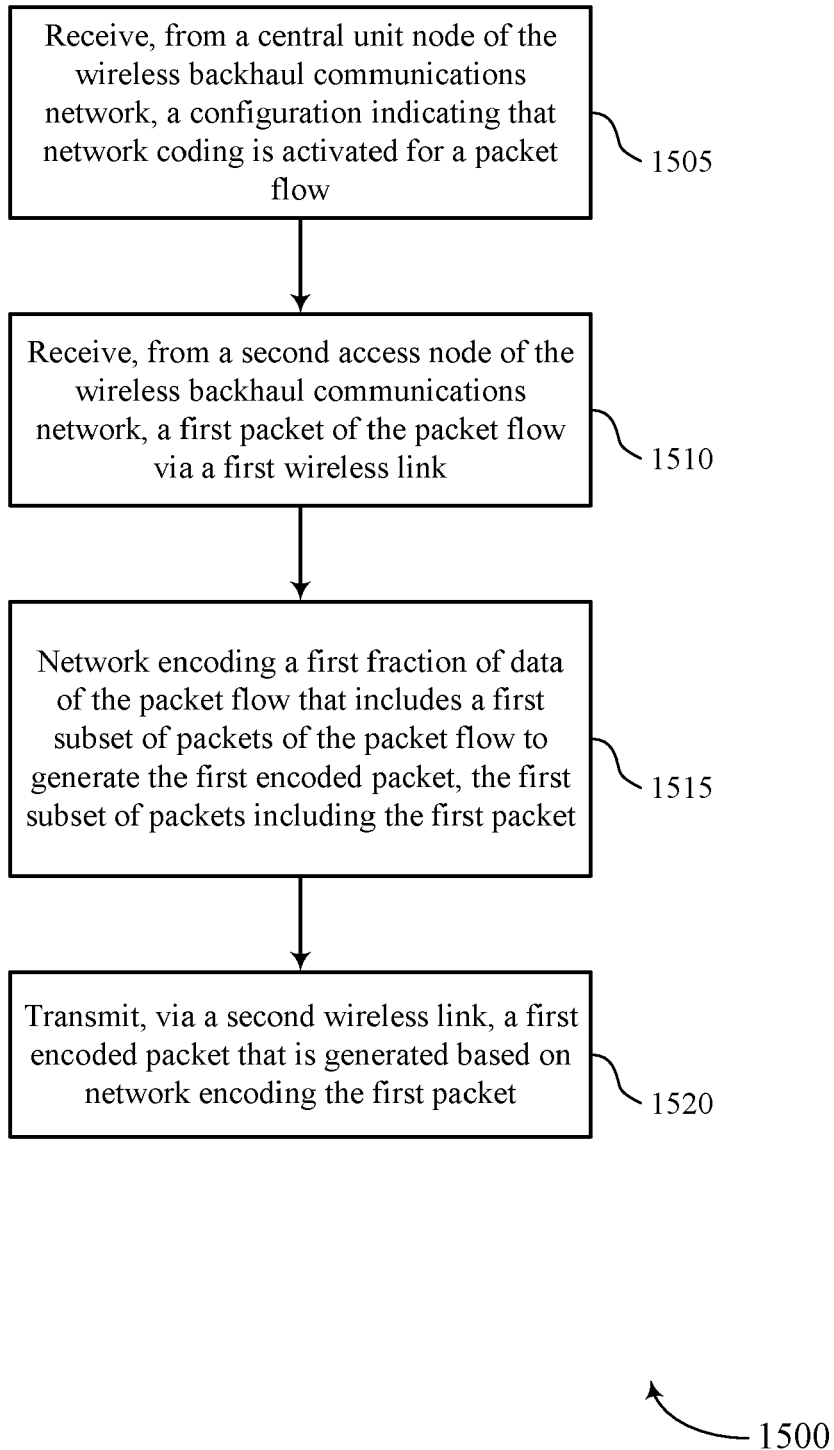 Receive, from a central unit node of the
wireless backhaul communications
network, a configuration indicating that
network coding is activated for a packet
flow
1505
Receive, from a second access node of the
wireless backhaul communications
network, a first packet of the packet flow
via a first wireless link
1510
Network encoding a first fraction of data
of the packet flow that includes a first
subset of packets of the packet flow to
generate the first encoded packet, the first
subset of packets including the first packet
1515
Transmit, via a second wireless link, a first
encoded packet that is generated based on
network encoding the first packet
1520
1500